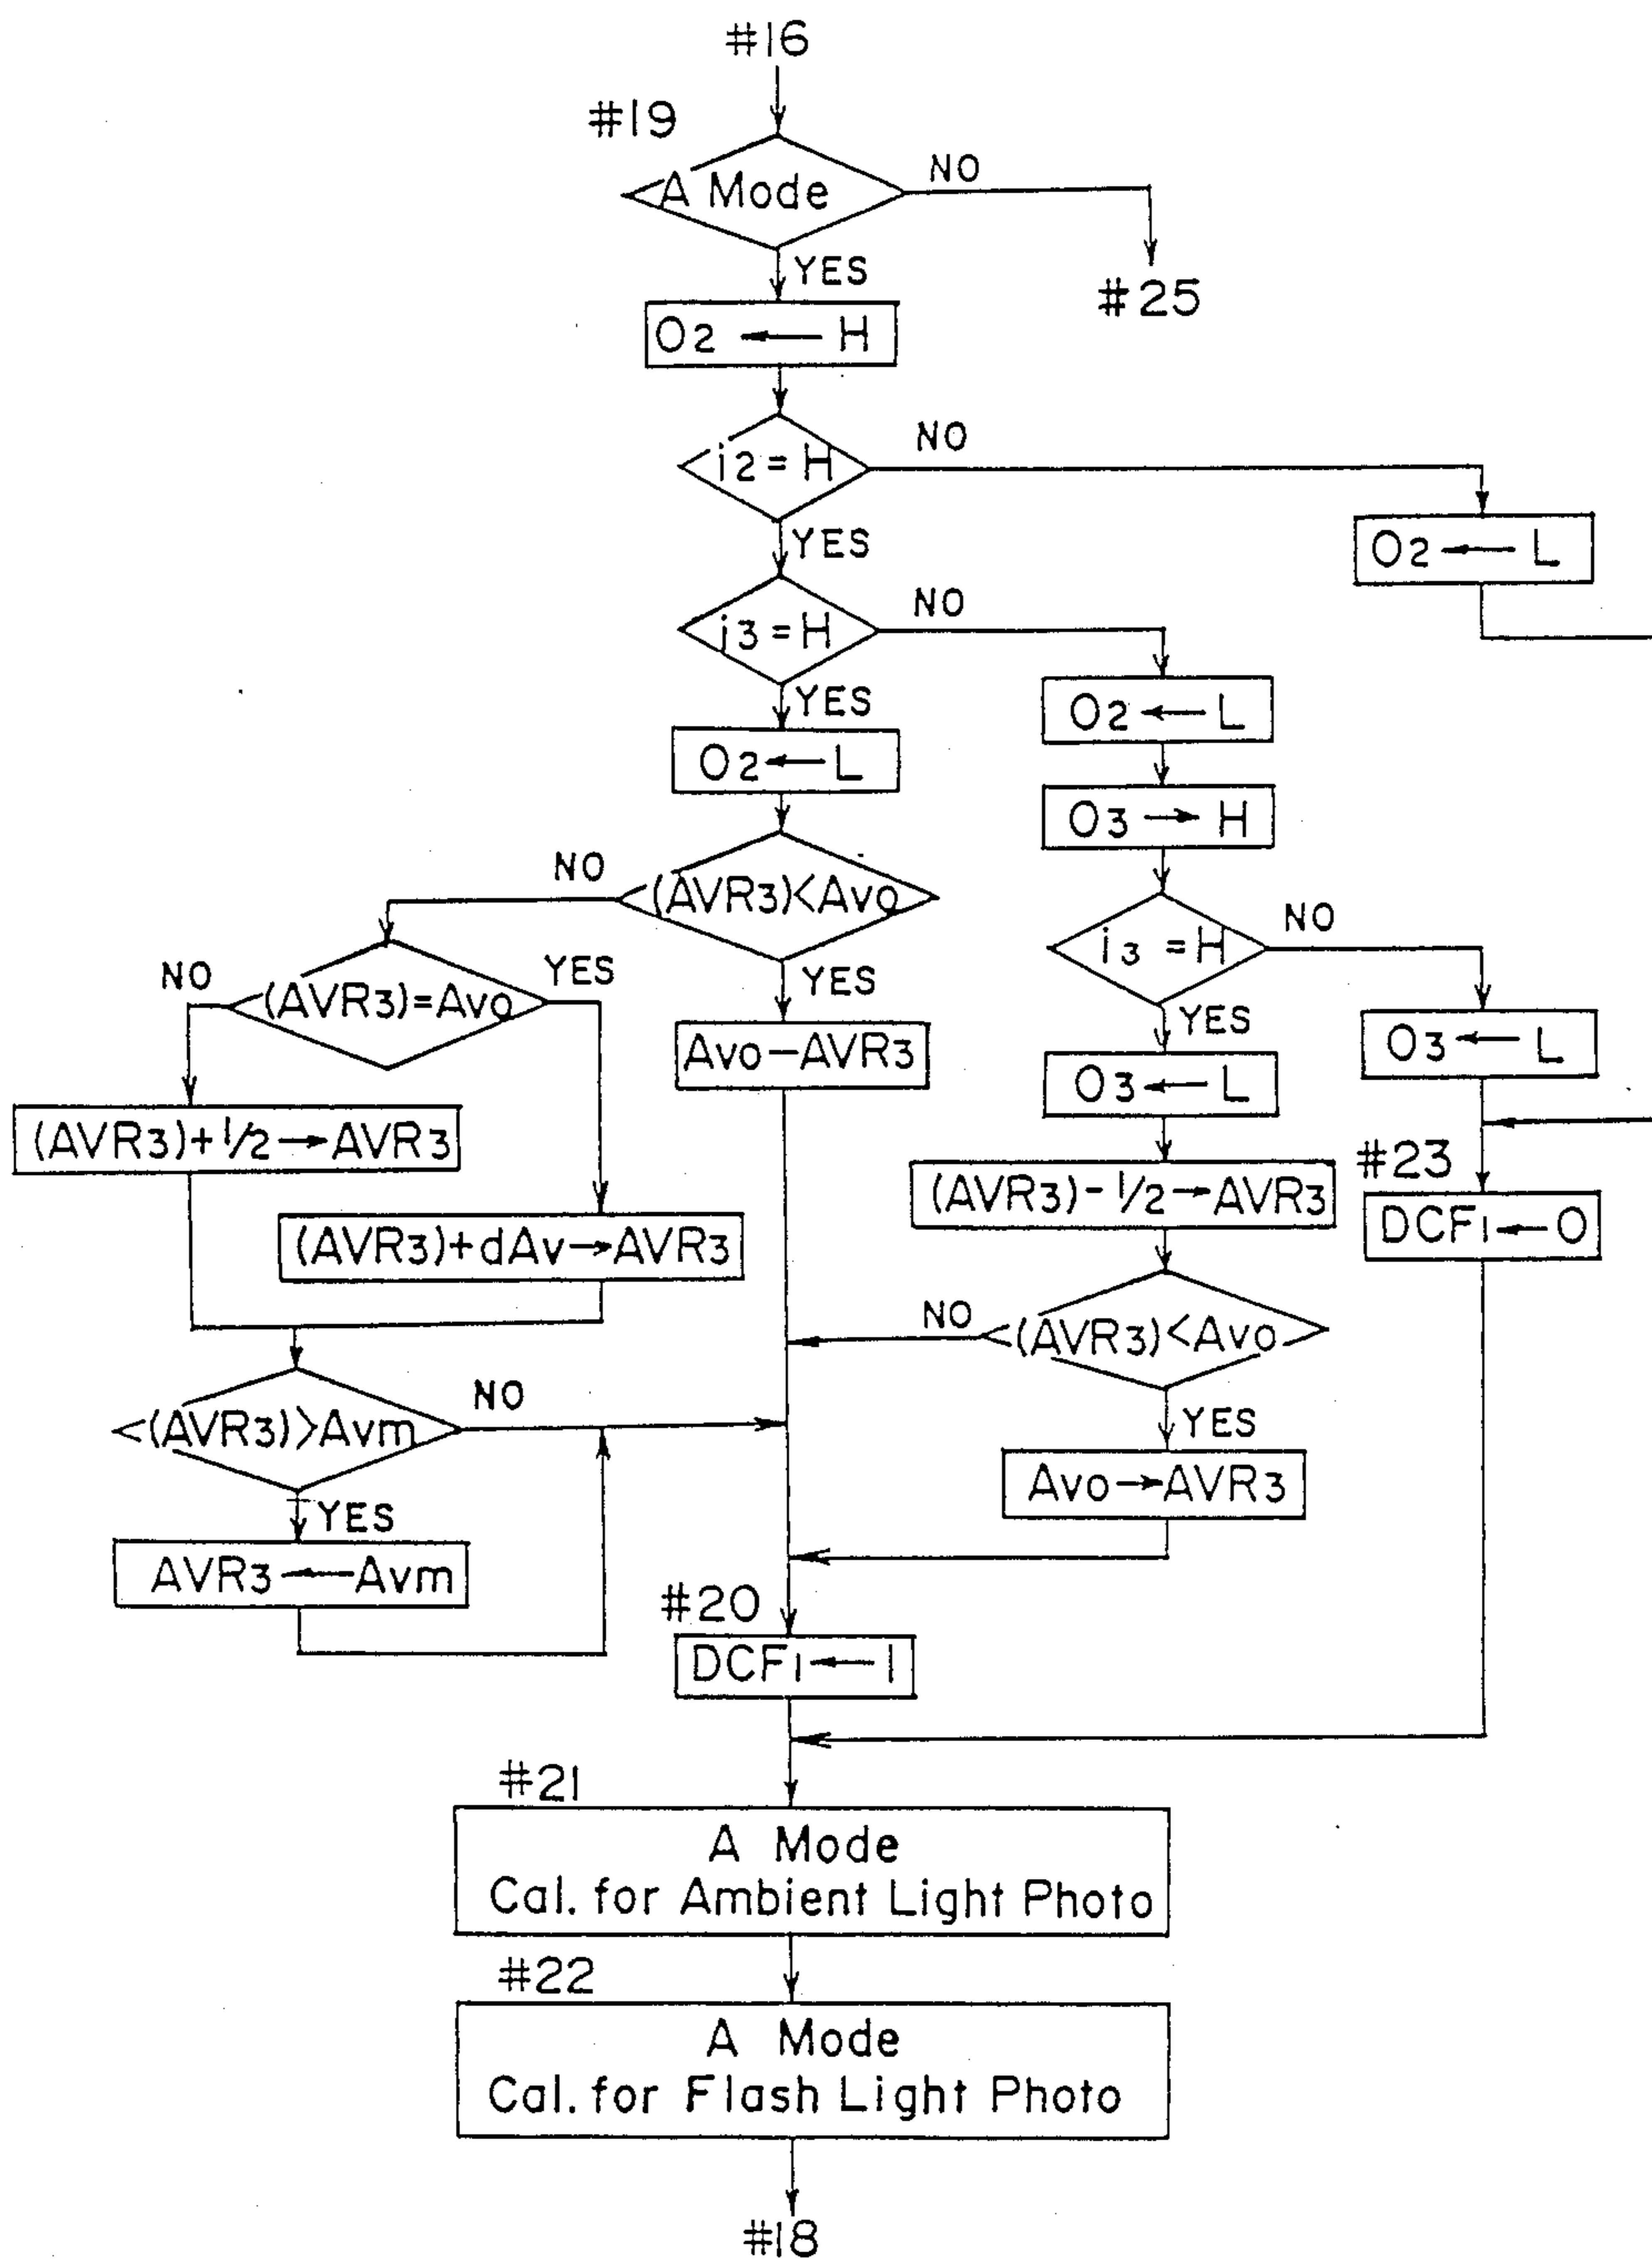 #16
#19
A Mode
NO
YES
#25
O2 ← H
i2 = H
NO
O2 ← L
YES
i3 = H
NO
YES
O2 ← L
O2 ← L
O3 → H
NO
(AVR3)<Avo
i3 = H
NO
NO
(AVR3)=Avo
YES
YES
YES
Avo-AVR3
O3 ← L
O3 ← L
(AVR3)+1/2→AVR3
#23
(AVR3)-1/2→AVR3
DCF1←0
(AVR3)+dAv→AVR3
NO
(AVR3)<Avo
NO
(AVR3)>Avm
YES
Avo→AVR3
YES
AVR3←Avm
#20
DCF1←1
#21
A Mode
Cal. for Ambient Light Photo
#22
A Mode
Cal. for Flash Light Photo
#18